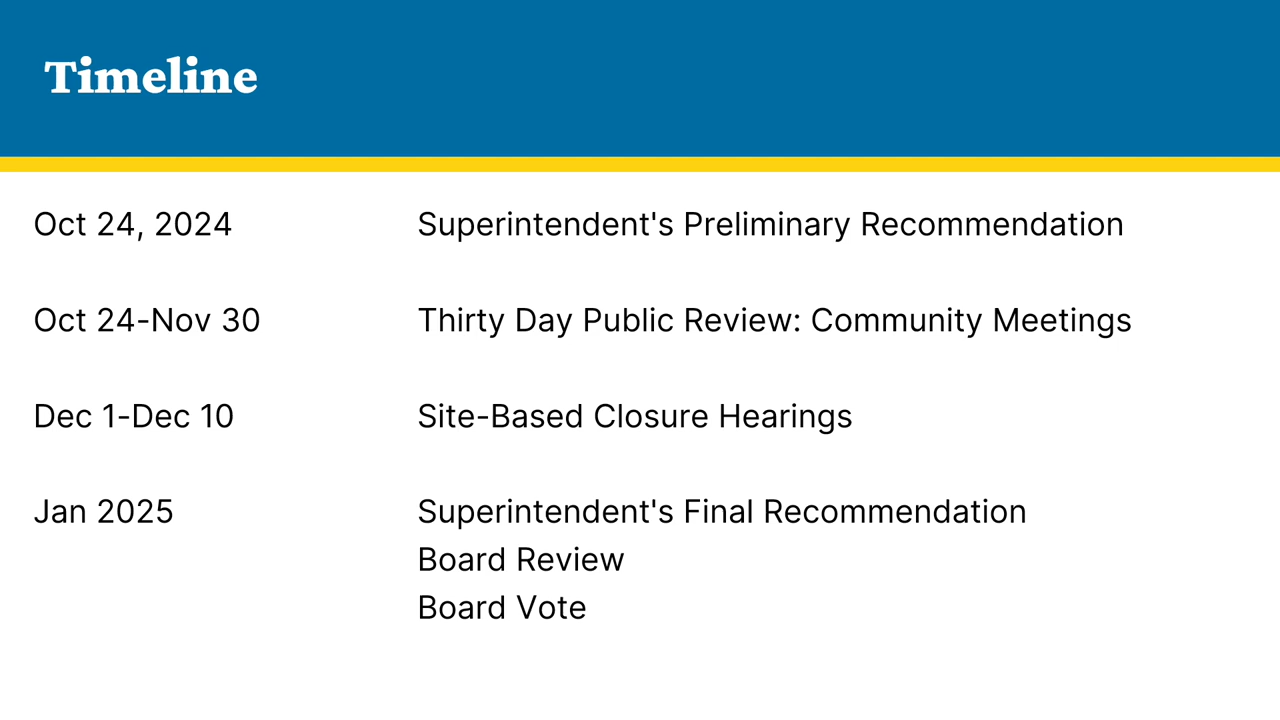 Timeline
Oct 24, 2024 Superintendent's Preliminary Recommendation
Oct 24-Nov 30 Thirty Day Public Review: Community Meetings
Dec 1-Dec 10 Site-Based Closure Hearings
Jan 2025 Superintendent's Final Recommendation
Board Review
Board Vote